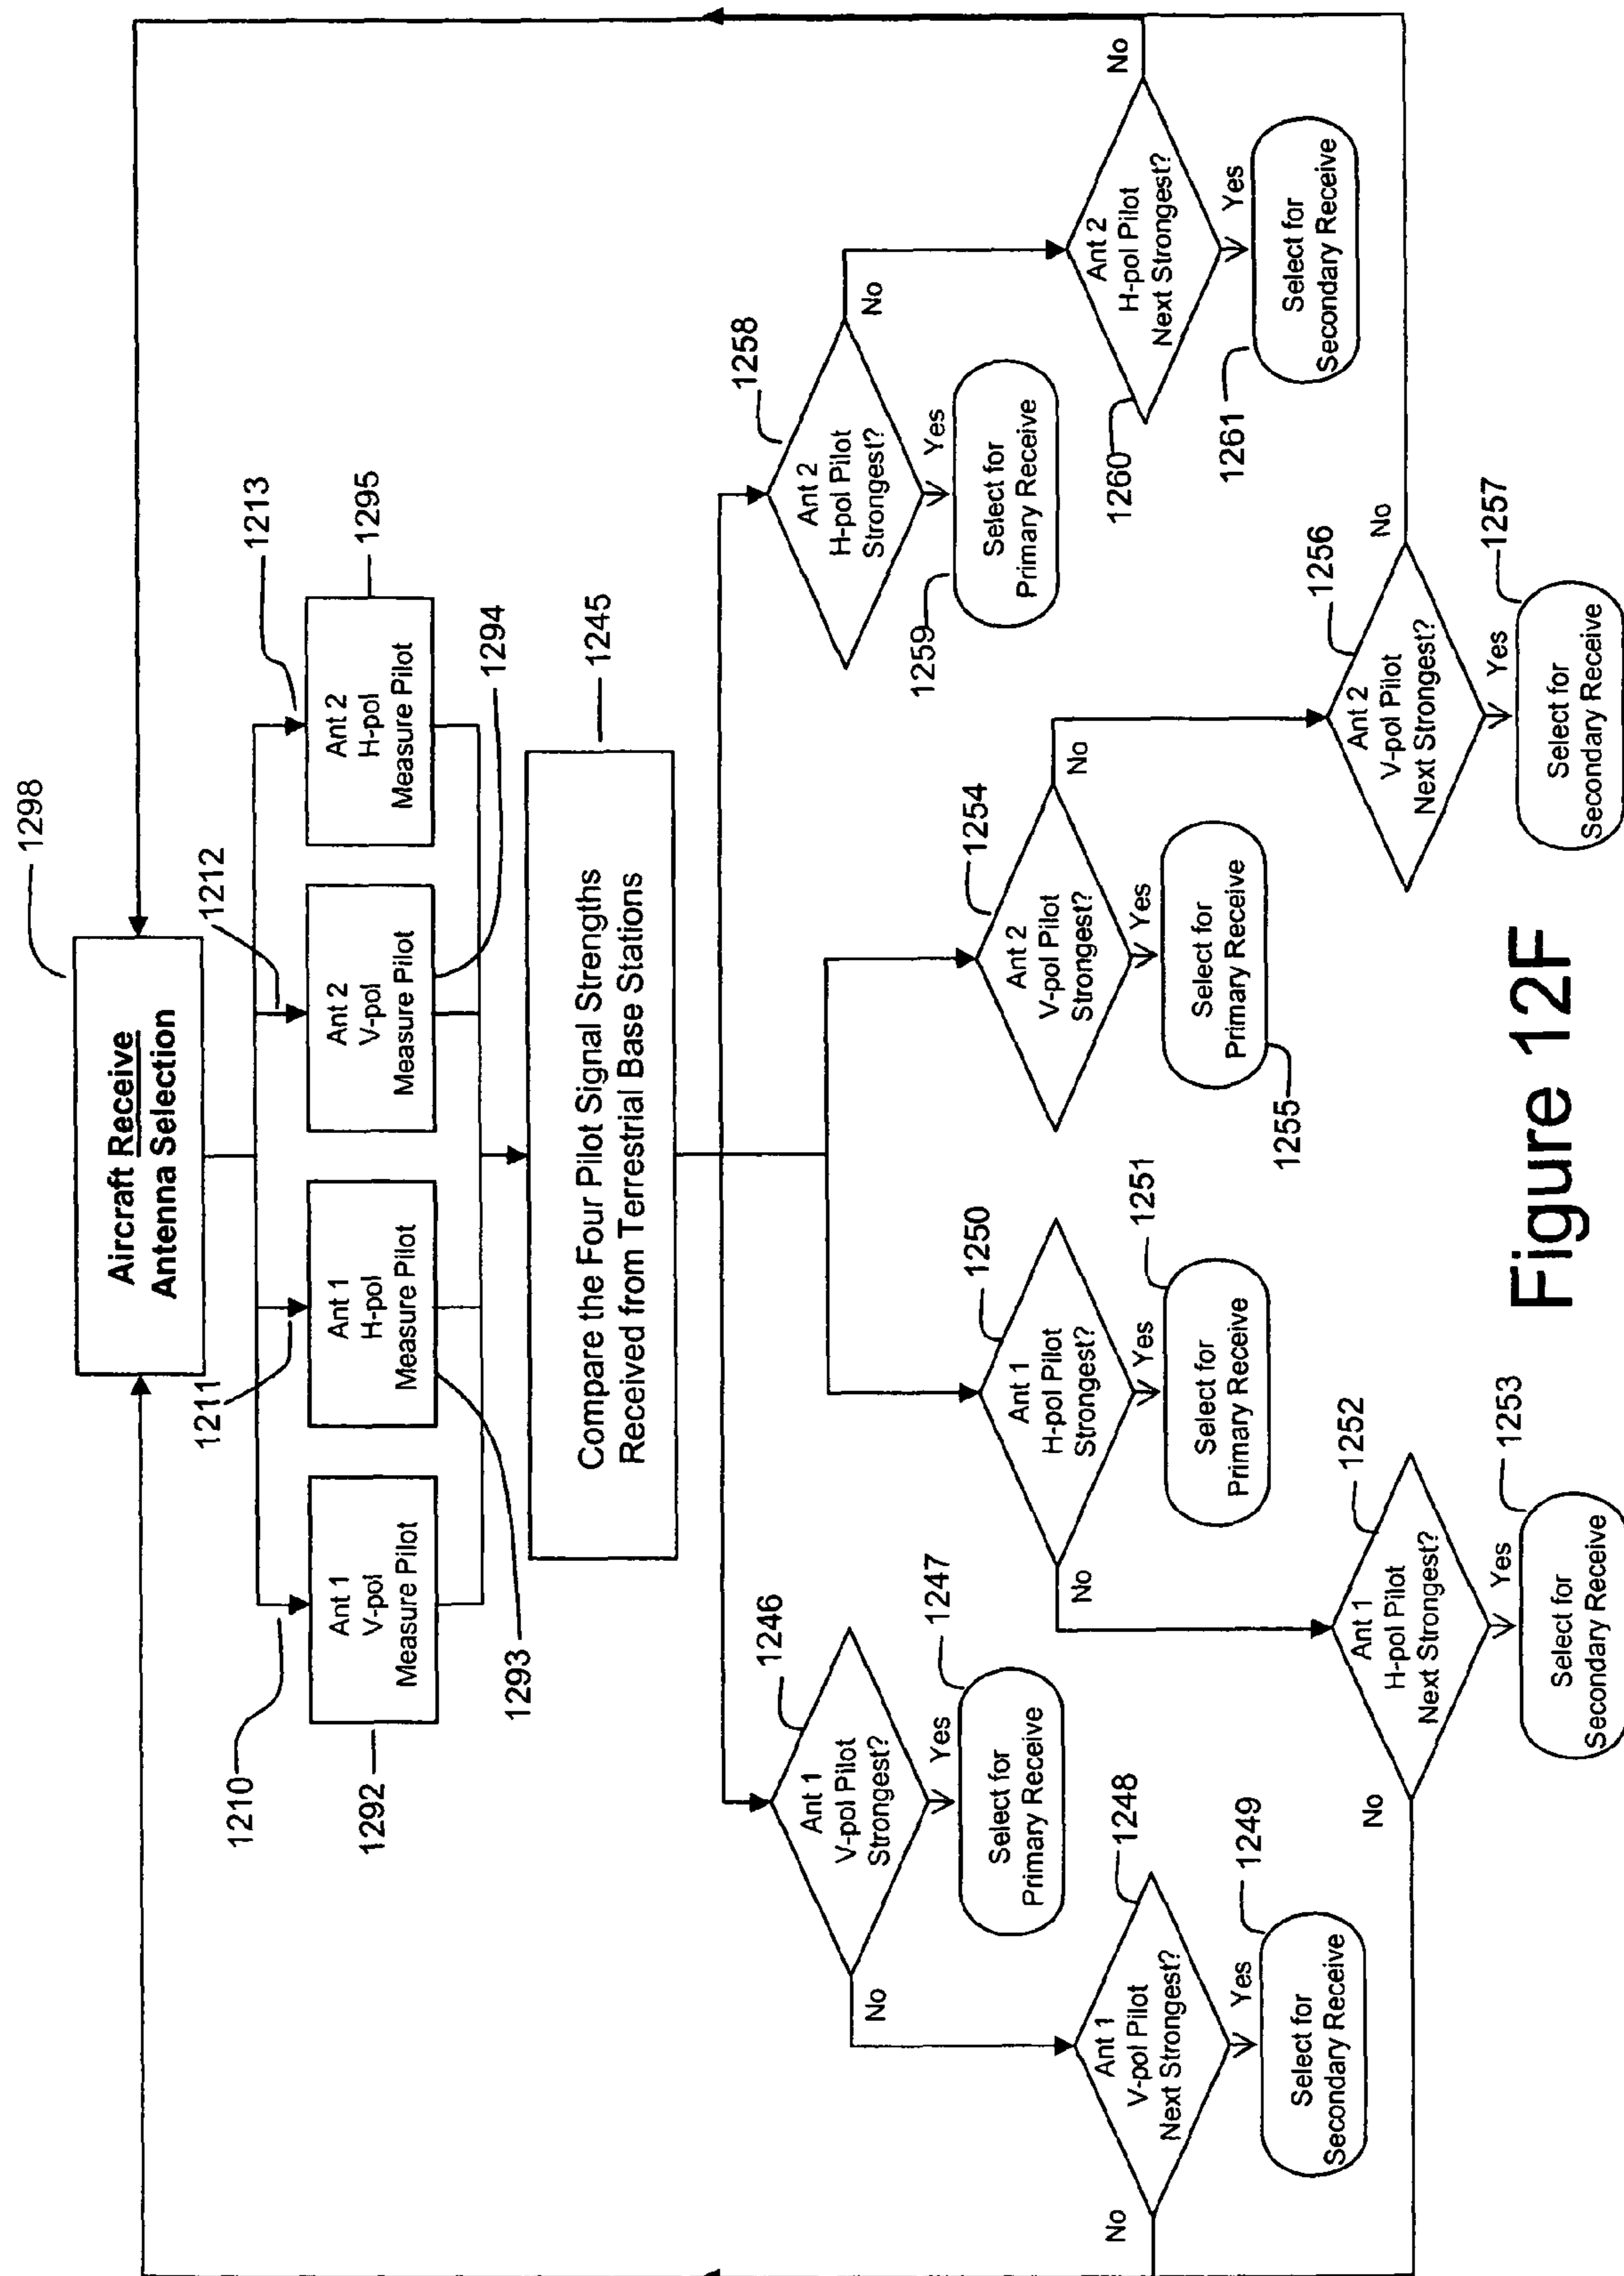 1298
Aircraft Receive
Antenna Selection
1210
1211
1212
1213
Ant 1
V-pol
Measure Pilot
Ant 1
H-pol
Measure Pilot
Ant 2
V-pol
Measure Pilot
Ant 2
H-pol
Measure Pilot
1292
1293
1294
1295
Compare the Four Pilot Signal Strengths
Received from Terrestrial Base Stations
1245
1246
Ant 1
V-pol Pilot
Strongest?
No
Yes
1247
Select for
Primary Receive
1248
Ant 1
V-pol Pilot
Next Strongest?
No
Yes
1249
Select for
Secondary Receive
1250
Ant 1
H-pol Pilot
Strongest?
No
Yes
1251
Select for
Primary Receive
1252
Ant 1
H-pol Pilot
Next Strongest?
No
Yes
1253
Select for
Secondary Receive
1254
Ant 2
V-pol Pilot
Strongest?
No
Yes
1255
Select for
Primary Receive
1256
Ant 2
V-pol Pilot
Next Strongest?
No
Yes
1257
Select for
Secondary Receive
1258
Ant 2
H-pol Pilot
Strongest?
No
Yes
1259
Select for
Primary Receive
1260
Ant 2
H-pol Pilot
Next Strongest?
No
Yes
1261
Select for
Secondary Receive
Figure 12F